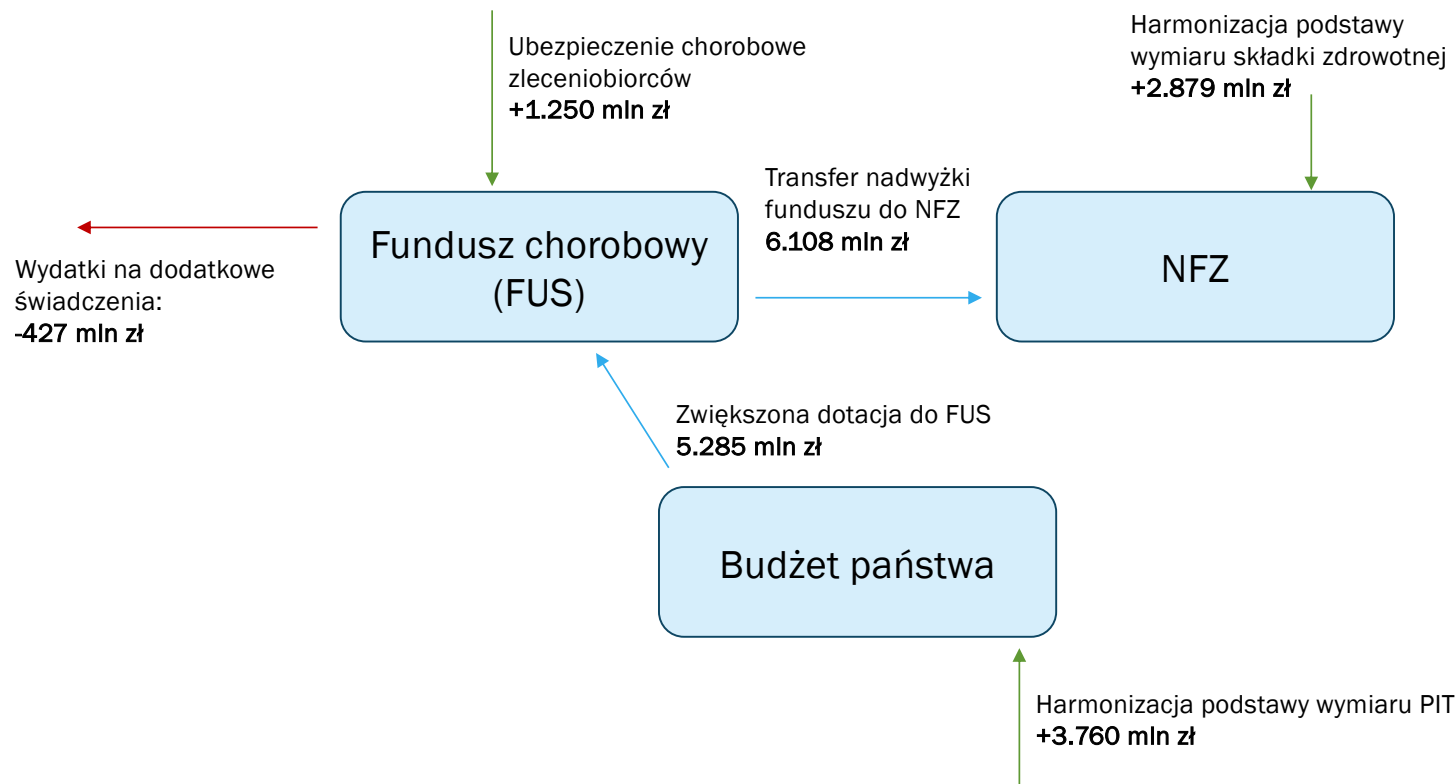 Ubezpieczenie chorobowe
zleceniobiorców
+1.250 mln zł
Harmonizacja podstawy
wymiaru składki zdrowotnej
+2.879 mln zł
Transfer nadwyżki
funduszu do NFZ
6.108 mln zł
Fundusz chorobowy
(FUS)
NFZ
Wydatki na dodatkowe
świadczenia:
-427 mln zł
Zwiększona dotacja do FUS
5.285 mln zł
Budżet państwa
Harmonizacja podstawy wymiaru PIT
+3.760 mln zł